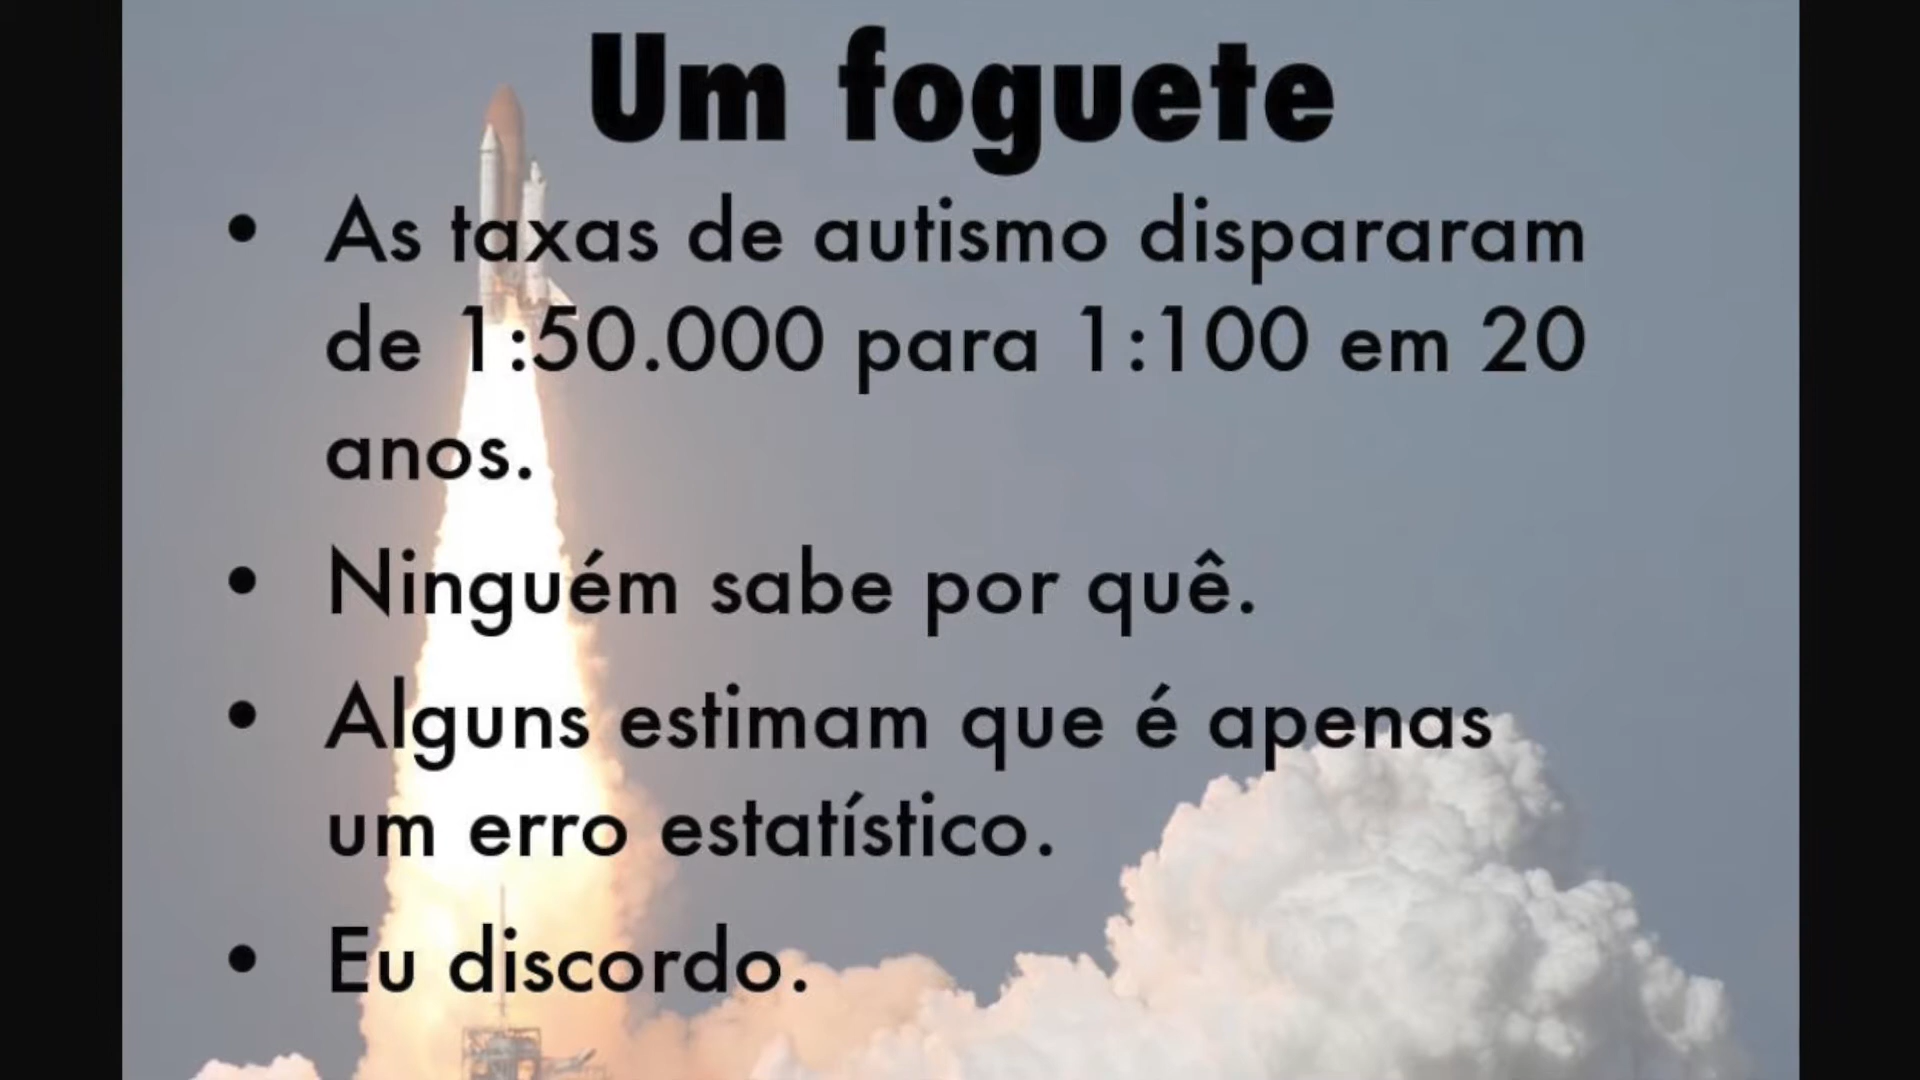 Um foguete
• As taxas de autismo dispararam
de 1:50.000 para 1:100 em 20
anos.
• Ninguém sabe por quê.
• Alguns estimam que é apenas
um erro estatístico.
• Eu discordo.